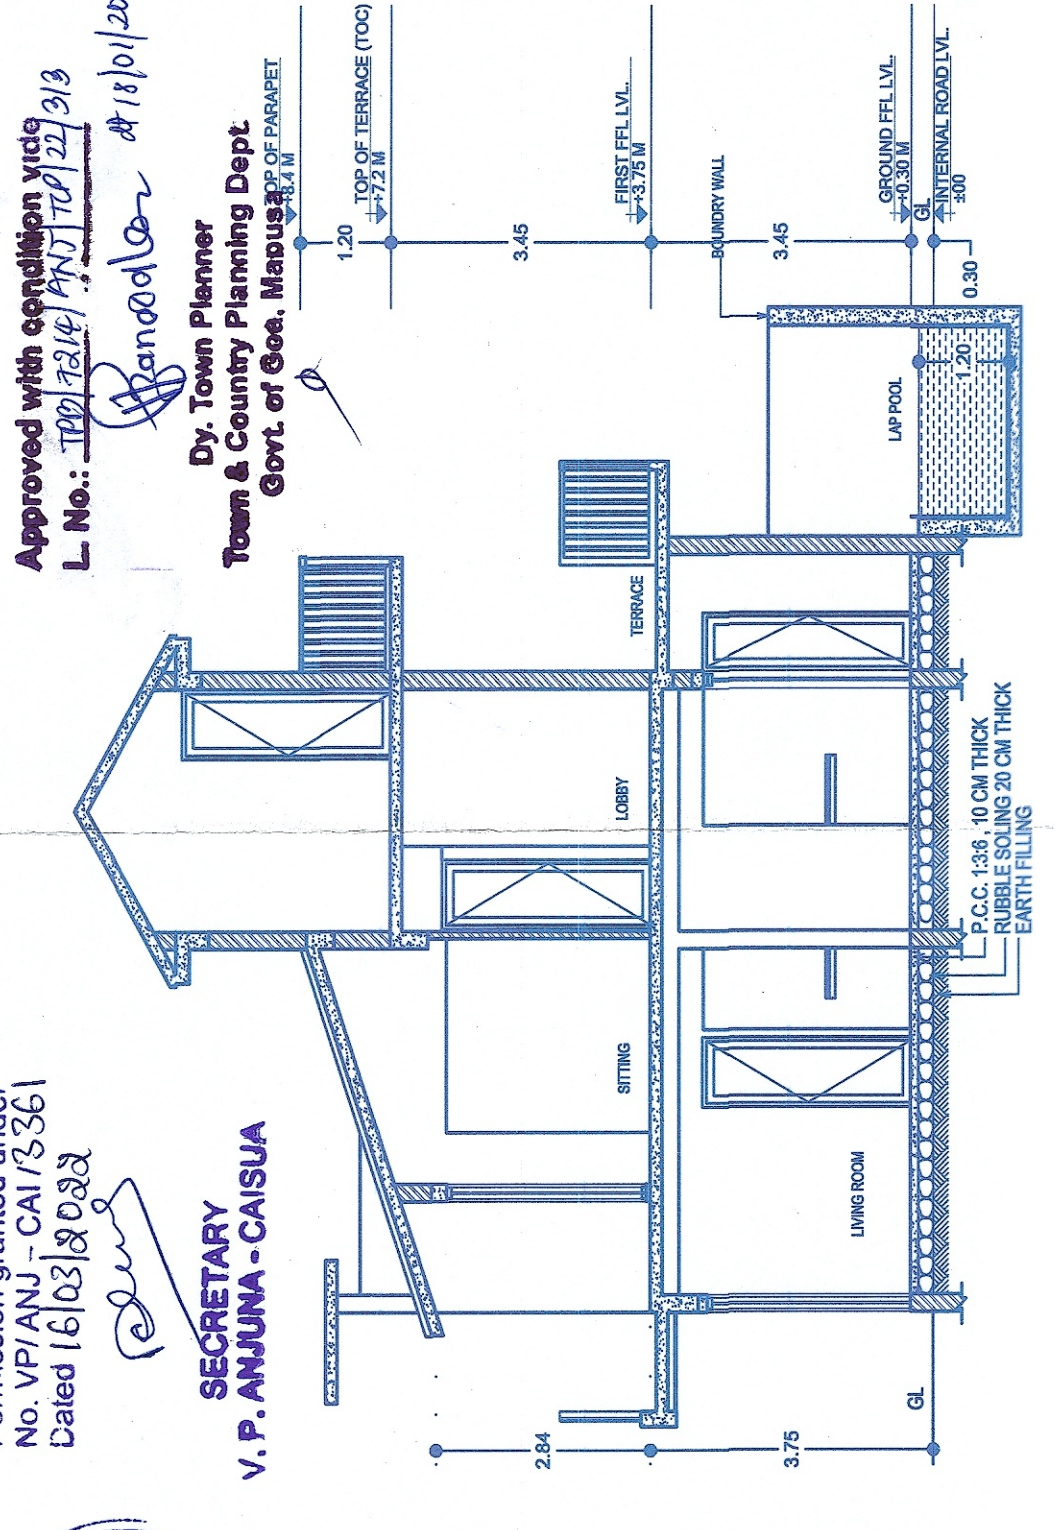 Permission granted under
No. VP/ANJ - CAI/3361
Dated 16/03/2022
SECRETARY
V. P. ANJUNA - CAISUA
Approved with condition vide
L. No.: TPB/7214/ANJ/TCP/22/313
dt 18/01/20
Dy. Town Planner
Town & Country Planning Dept.
Govt. of Goa, Mapusa
TOP OF PARAPET
+8.4 M
1.20
TOP OF TERRACE (TOC)
+7.2 M
3.45
FIRST FFL LVL.
+3.75 M
BOUNDRY WALL
3.45
GROUND FFL LVL.
+0.30 M
GL
INTERNAL ROAD LVL.
±00
0.30
2.84
3.75
GL
SITTING
LOBBY
TERRACE
LIVING ROOM
LAP POOL
1.20
P.C.C. 1:3:6 , 10 CM THICK
RUBBLE SOLING 20 CM THICK
EARTH FILLING